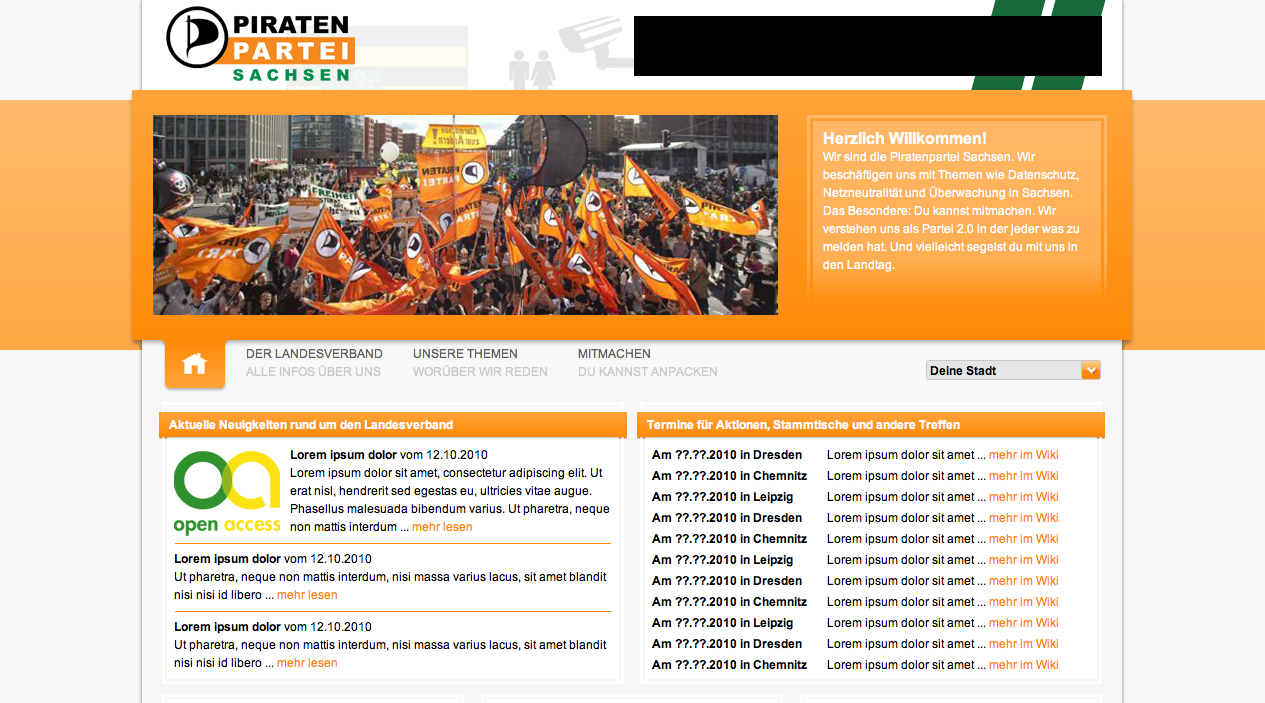 PIRATEN
PARTEI
SACHSEN
Herzlich Willkommen!
Wir sind die Piratenpartei Sachsen. Wir
beschäftigen uns mit Themen wie Datenschutz,
Netzneutralität und Überwachung in Sachsen.
Das Besondere: Du kannst mitmachen. Wir
verstehen uns als Partei 2.0 in der jeder was zu
melden hat. Und vielleicht segelst du mit uns in
den Landtag.
PIRATEN
PARTEI
FREIHEIT
DER LANDESVERBAND
ALLE INFOS ÜBER UNS
UNSERE THEMEN
WORÜBER WIR REDEN
MITMACHEN
DU KANNST ANPACKEN
Deine Stadt
Aktuelle Neuigkeiten rund um den Landesverband
open access
Lorem ipsum dolor vom 12.10.2010
Lorem ipsum dolor sit amet, consectetur adipiscing elit. Ut
erat nisl, hendrerit sed egestas eu, ultricies vitae augue.
Phasellus malesuada bibendum varius. Ut pharetra, neque
non mattis interdum ... mehr lesen
Lorem ipsum dolor vom 12.10.2010
Ut pharetra, neque non mattis interdum, nisi massa varius lacus, sit amet blandit
nisi nisi id libero ... mehr lesen
Lorem ipsum dolor vom 12.10.2010
Ut pharetra, neque non mattis interdum, nisi massa varius lacus, sit amet blandit
nisi nisi id libero ... mehr lesen
Termine für Aktionen, Stammtische und andere Treffen
Am ??.??.2010 in Dresden Lorem ipsum dolor sit amet ... mehr im Wiki
Am ??.??.2010 in Chemnitz Lorem ipsum dolor sit amet ... mehr im Wiki
Am ??.??.2010 in Leipzig Lorem ipsum dolor sit amet ... mehr im Wiki
Am ??.??.2010 in Dresden Lorem ipsum dolor sit amet ... mehr im Wiki
Am ??.??.2010 in Chemnitz Lorem ipsum dolor sit amet ... mehr im Wiki
Am ??.??.2010 in Leipzig Lorem ipsum dolor sit amet ... mehr im Wiki
Am ??.??.2010 in Dresden Lorem ipsum dolor sit amet ... mehr im Wiki
Am ??.??.2010 in Chemnitz Lorem ipsum dolor sit amet ... mehr im Wiki
Am ??.??.2010 in Leipzig Lorem ipsum dolor sit amet ... mehr im Wiki
Am ??.??.2010 in Dresden Lorem ipsum dolor sit amet ... mehr im Wiki
Am ??.??.2010 in Chemnitz Lorem ipsum dolor sit amet ... mehr im Wiki